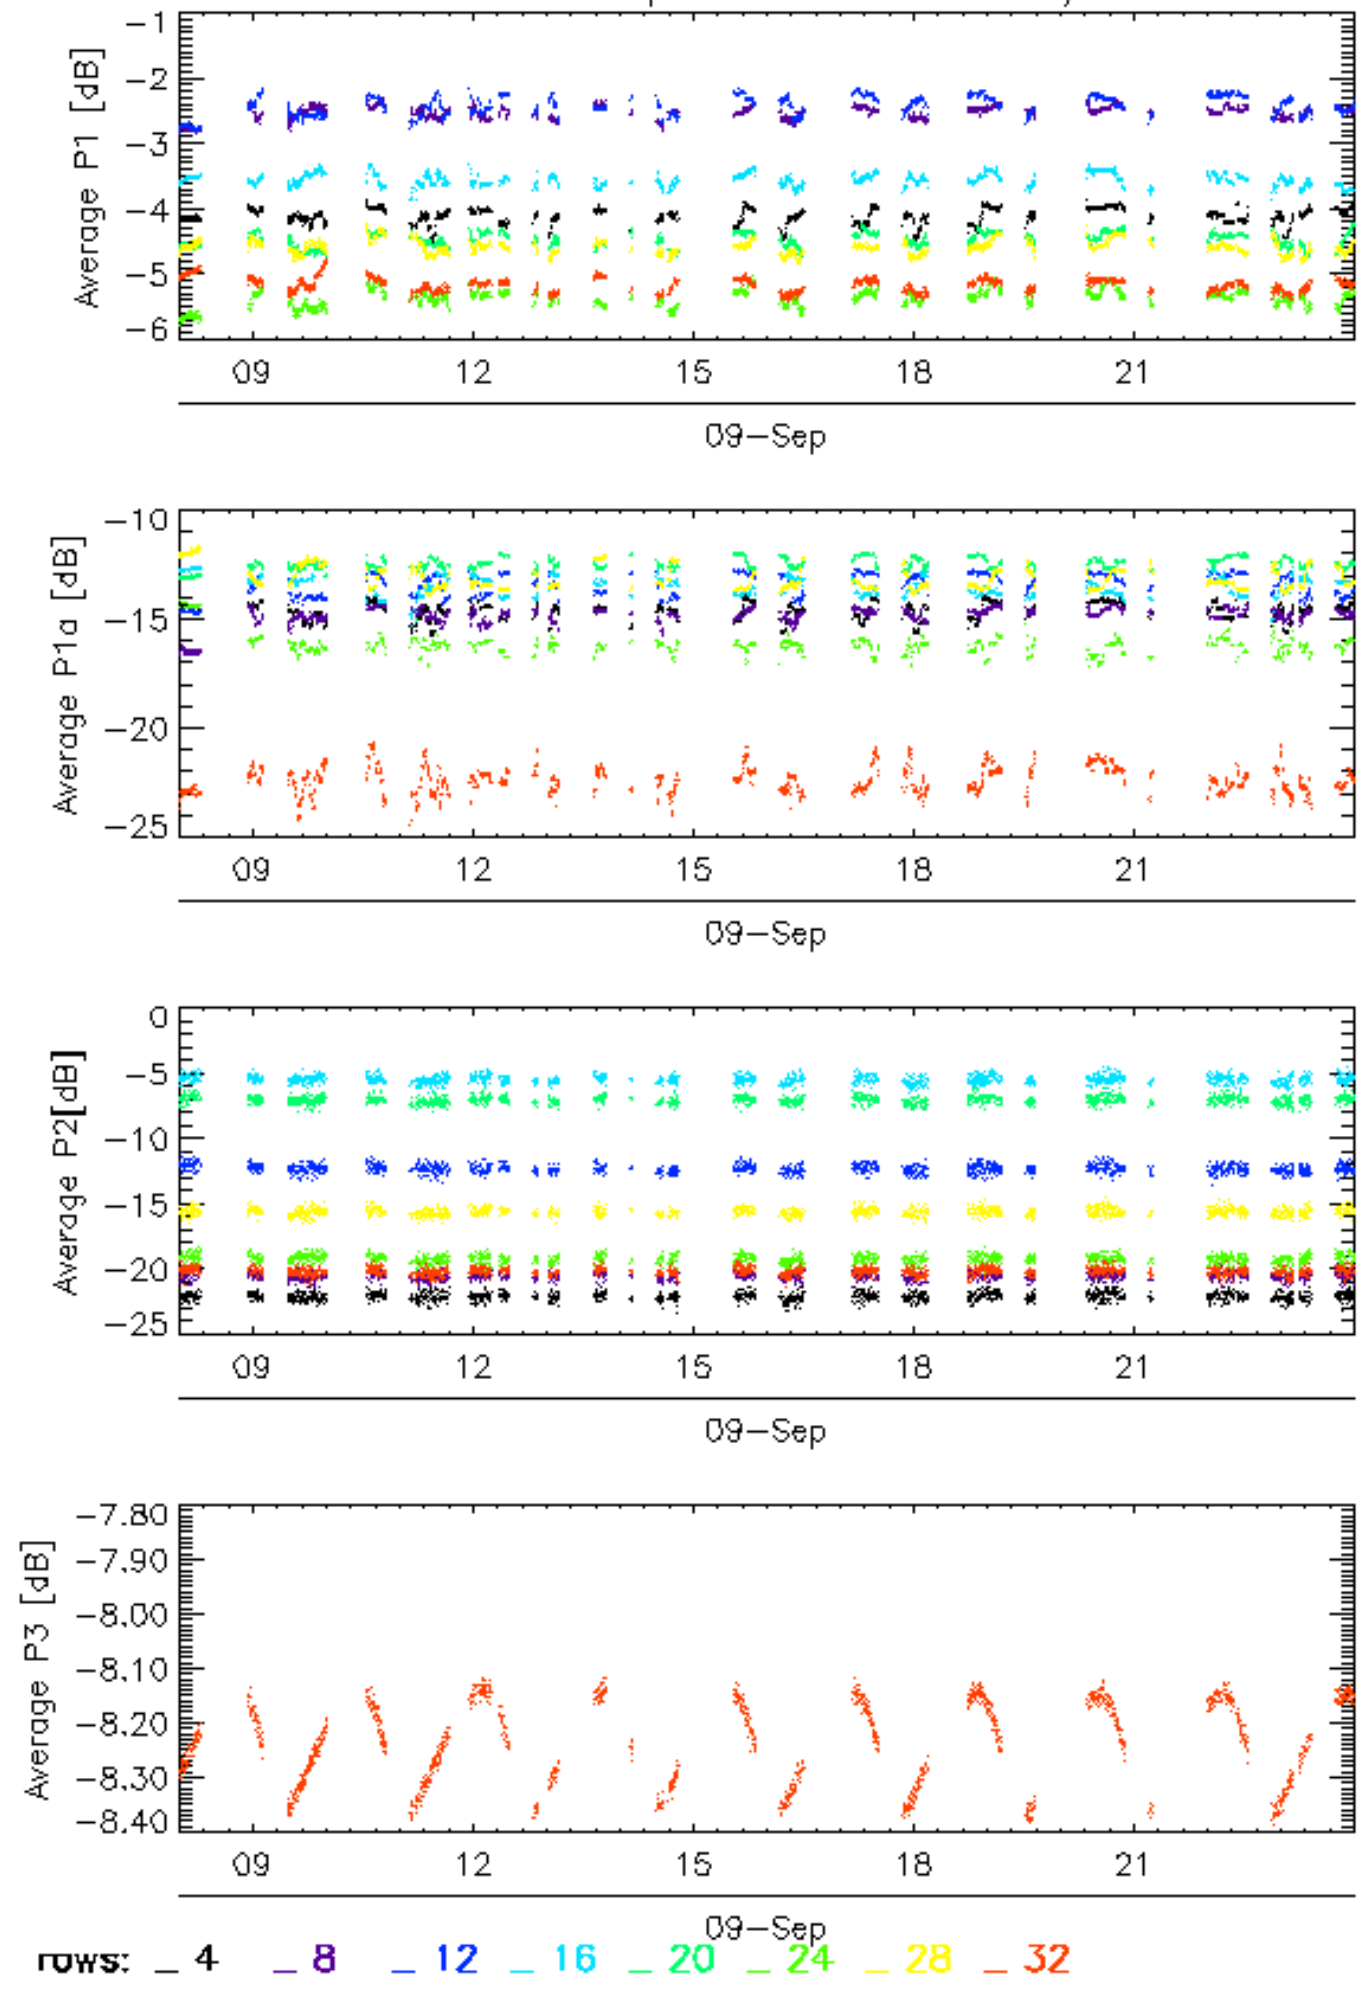 Average P1 [dB]
-1
-2
-3
-4
-5
-6
09 12 15 18 21
09-Sep
Average P1a [dB]
-10
-15
-20
-25
09 12 15 18 21
09-Sep
Average P2[dB]
0
-5
-10
-15
-20
-25
09 12 15 18 21
09-Sep
Average P3 [dB]
-7.80
-7.90
-8.00
-8.10
-8.20
-8.30
-8.40
09 12 15 18 21
09-Sep
rows: _ 4 _ 8 _ 12 _ 16 _ 20 _ 24 _ 28 _ 32